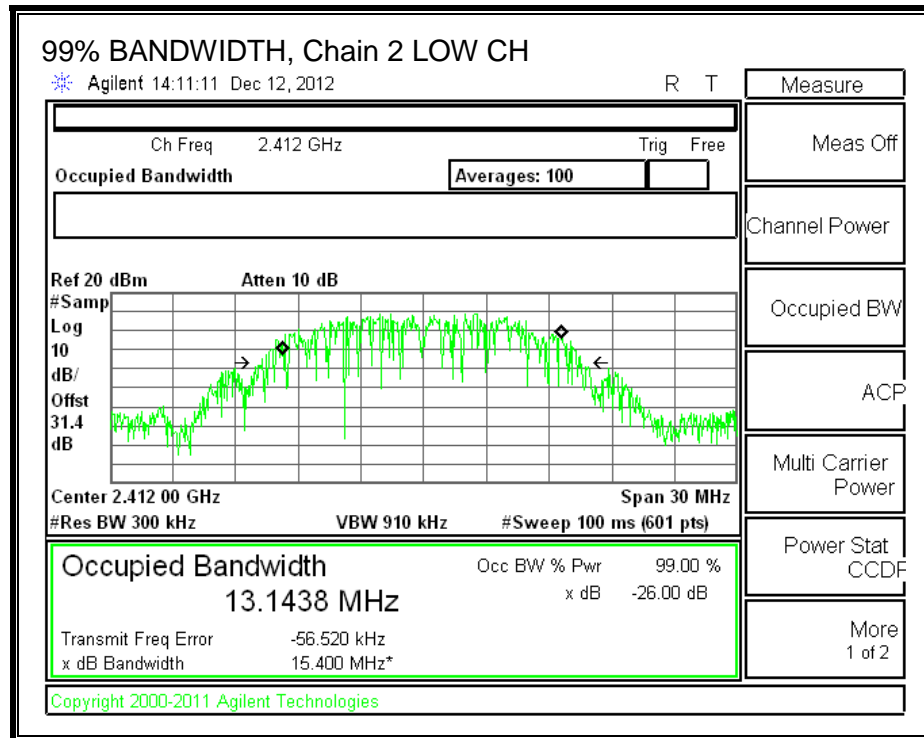 99% BANDWIDTH, Chain 2 LOW CH
Agilent 14:11:11 Dec 12, 2012 R T
Measure
Ch Freq 2.412 GHz Trig Free
Meas Off
Occupied Bandwidth Averages: 100
Channel Power
Ref 20 dBm Atten 10 dB
#Samp
Log
10
dB/
Offst
31.4
dB
Occupied BW
ACP
Center 2.412 00 GHz Span 30 MHz
#Res BW 300 kHz VBW 910 kHz #Sweep 100 ms (601 pts)
Multi Carrier
Power
Occupied Bandwidth Occ BW % Pwr 99.00 %
13.1438 MHz x dB -26.00 dB
Transmit Freq Error -56.520 kHz
x dB Bandwidth 15.400 MHz*
Power Stat
CCDF
More
1 of 2
Copyright 2000-2011 Agilent Technologies